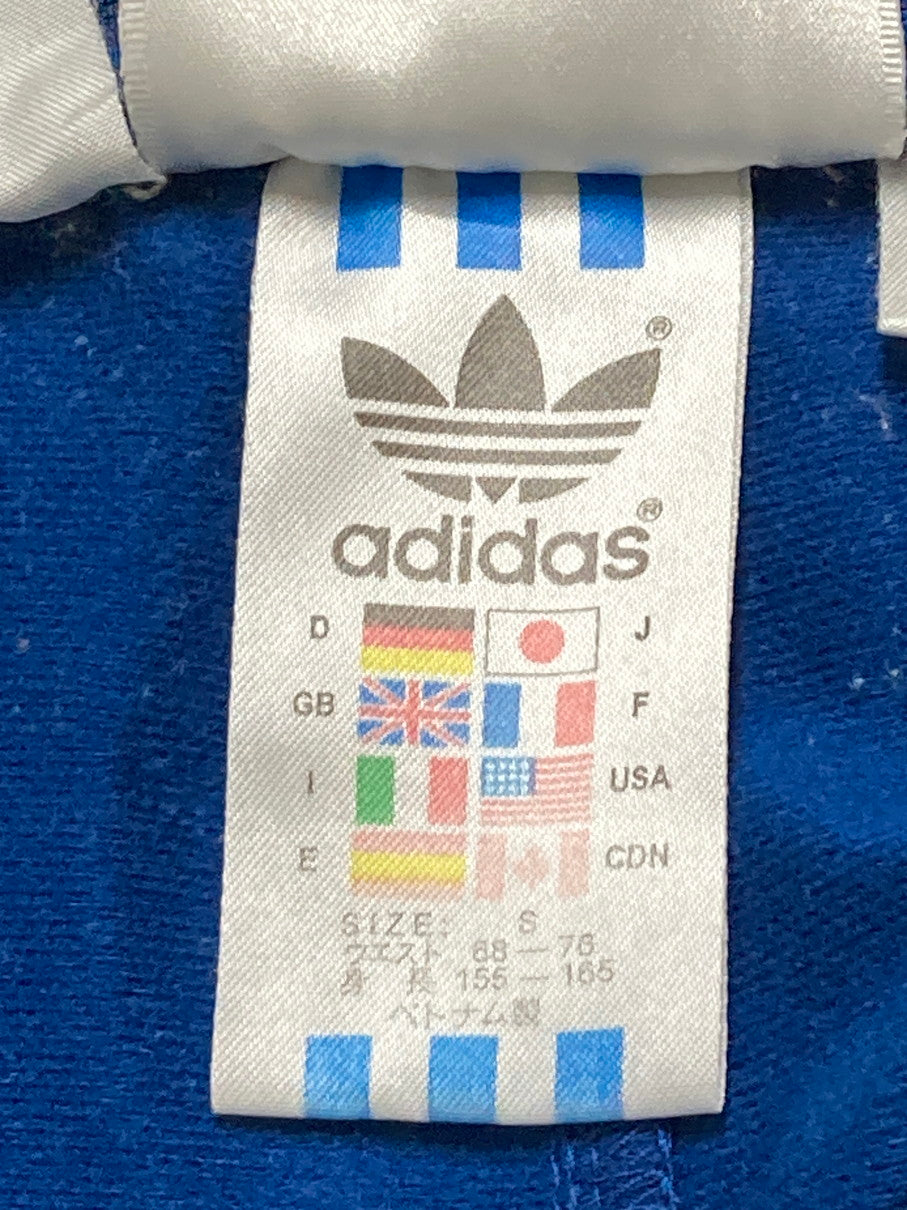 ®
®
adidas
D J
GB F
I USA
E CDN
SIZE: S
ウエスト 68-76
身長 155-165
ベトナム製